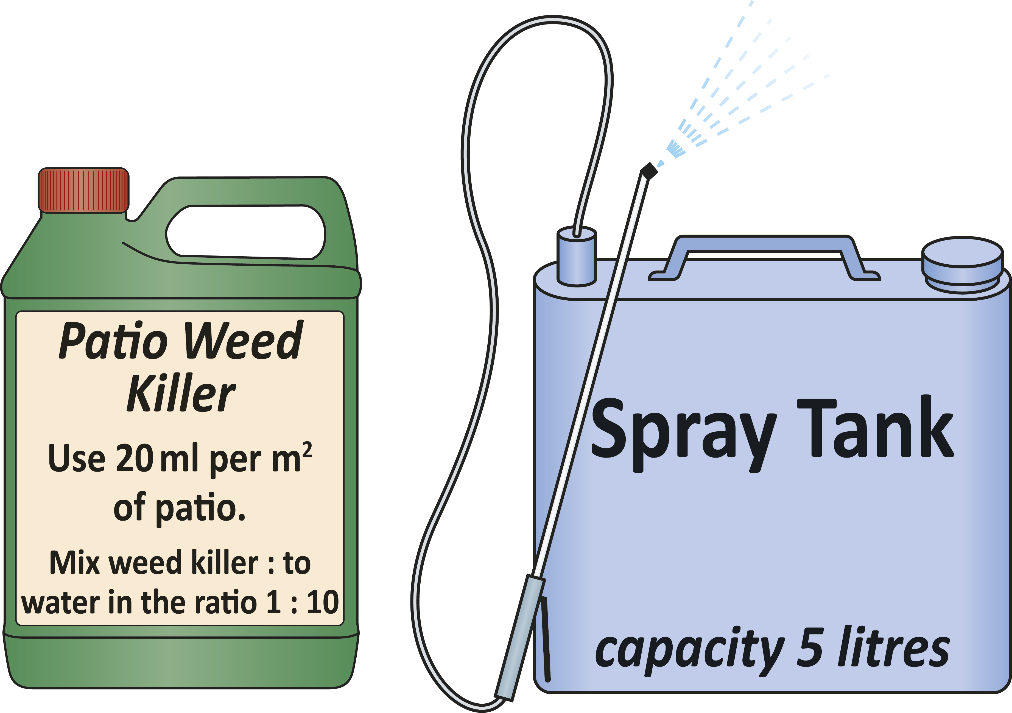 Patio Weed
Killer
Use 20 ml per m²
of patio.
Mix weed killer : to
water in the ratio 1 : 10
Spray Tank
capacity 5 litres